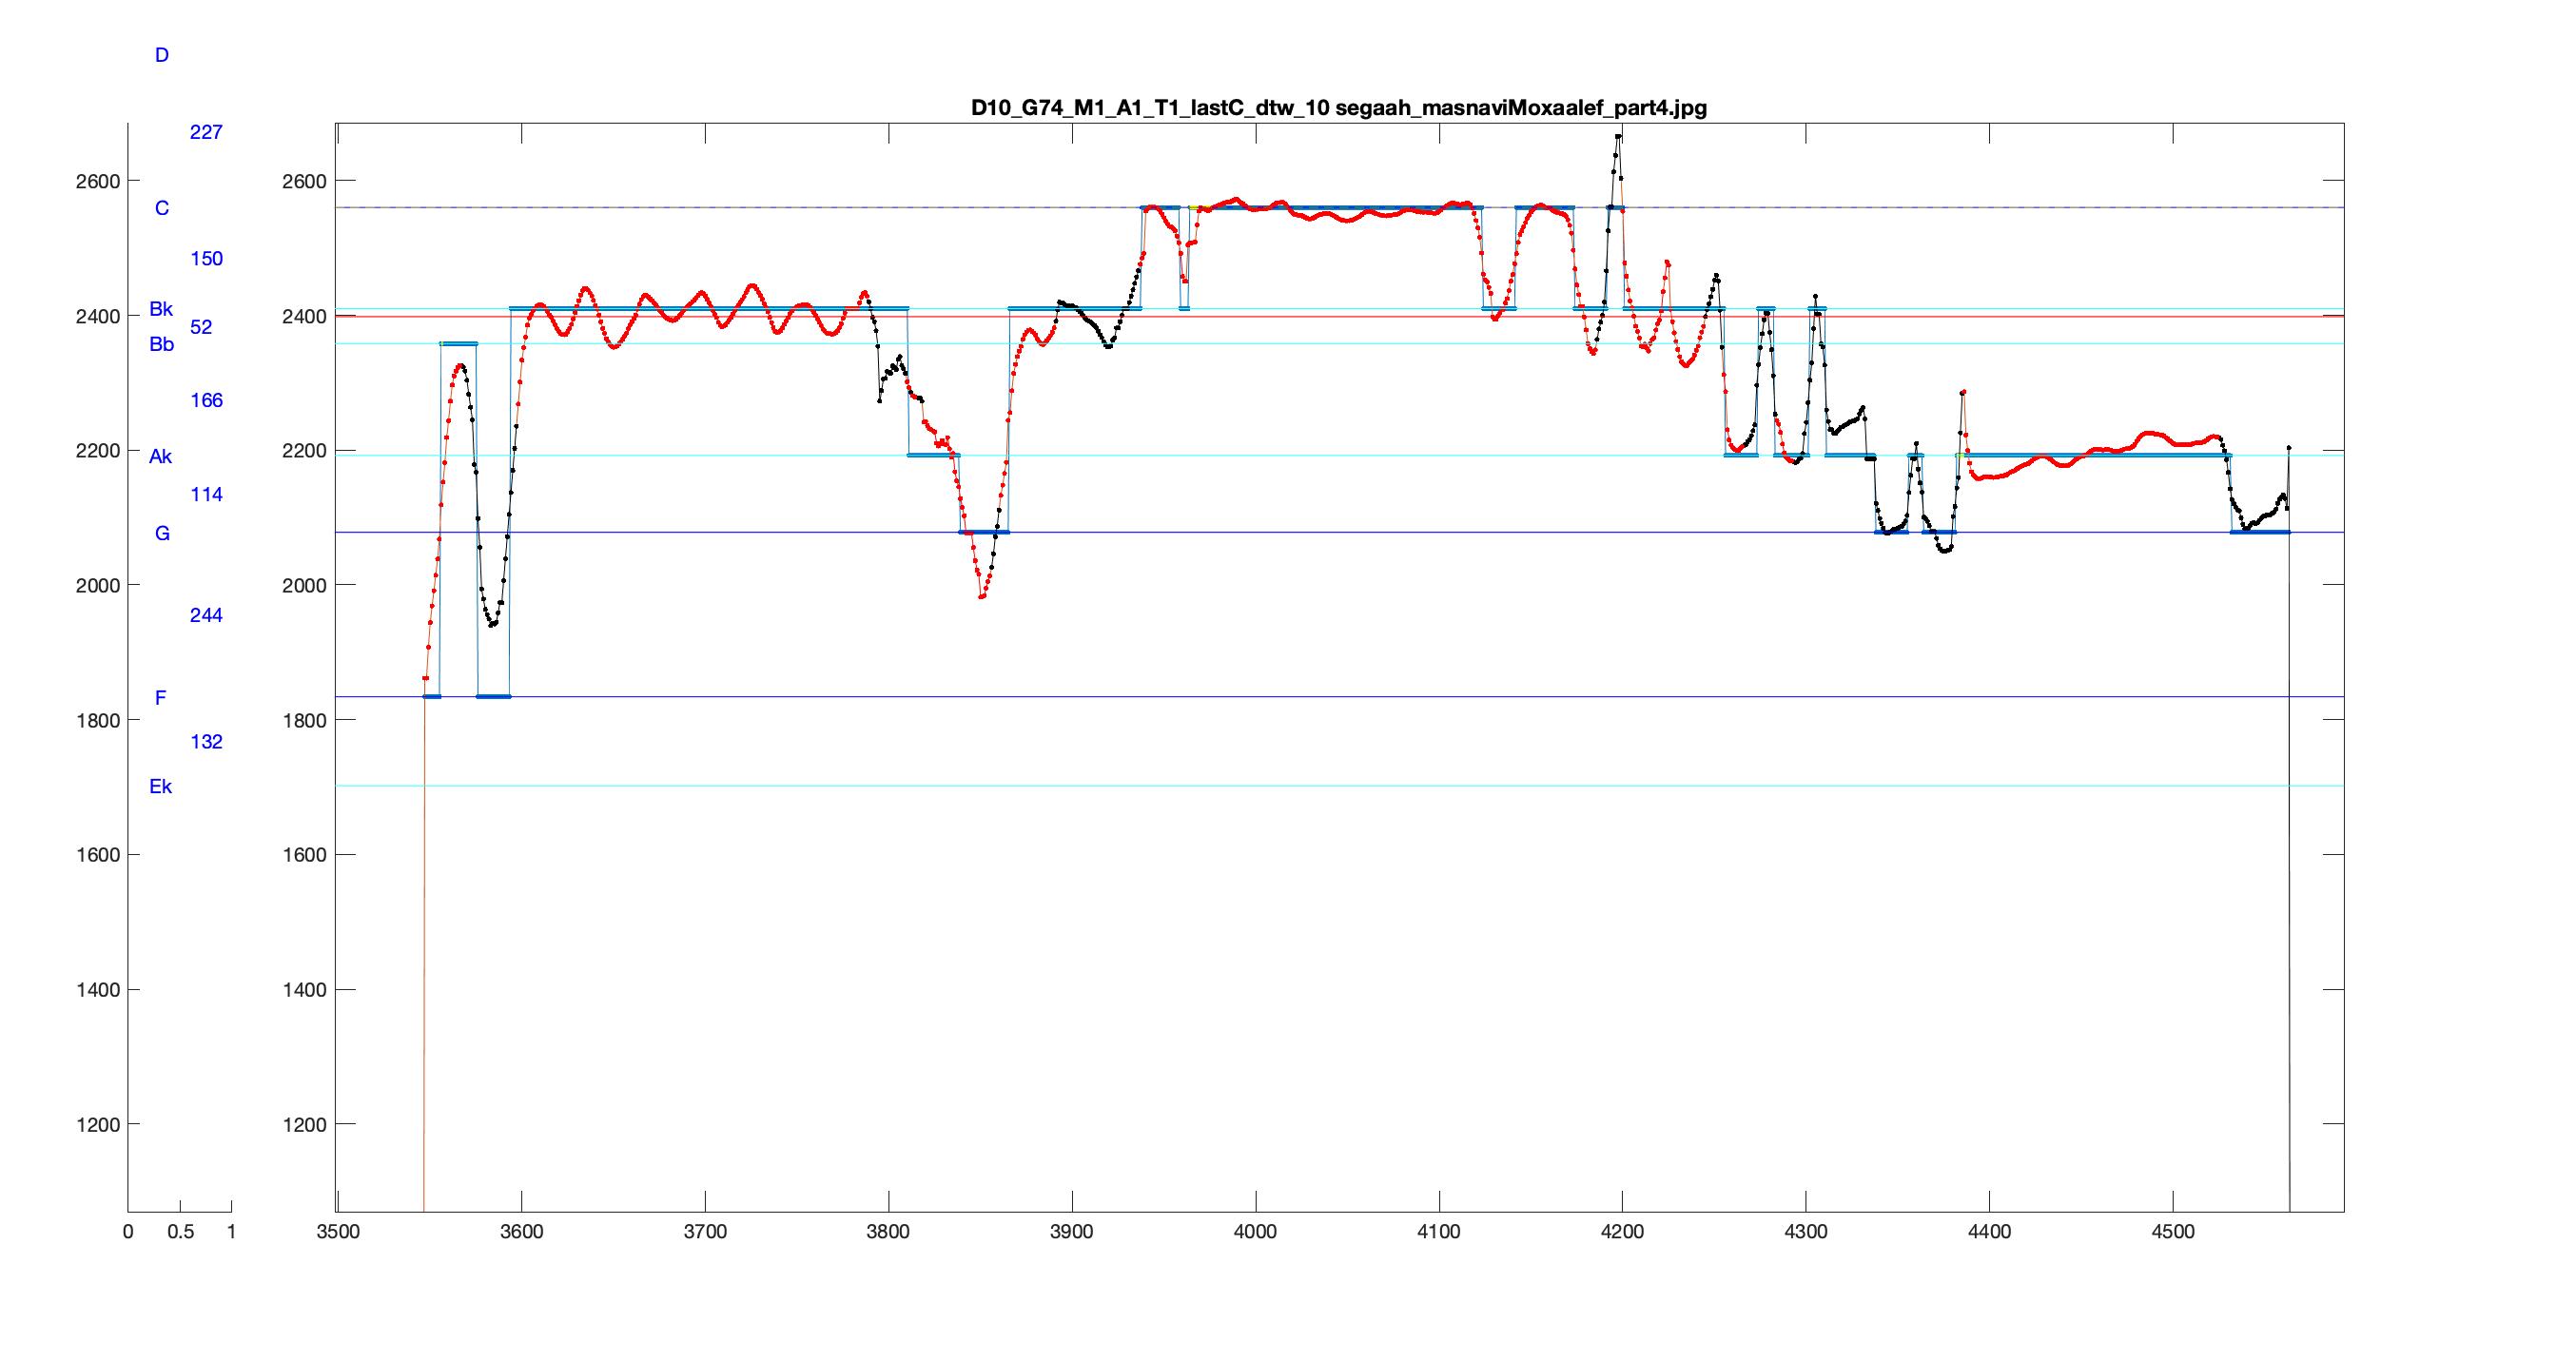 D
D10_G74_M1_A1_T1_lastC_dtw_10 segaah_masnaviMoxaalef_part4.jpg
227
2600 2600
C
150
Bk
2400 2400
52
Bb
166
2200 2200
Ak
114
G
2000 2000
244
F
1800 1800
132
Ek
1600 1600
1400 1400
1200 1200
0 0.5 1 3500 3600 3700 3800 3900 4000 4100 4200 4300 4400 4500